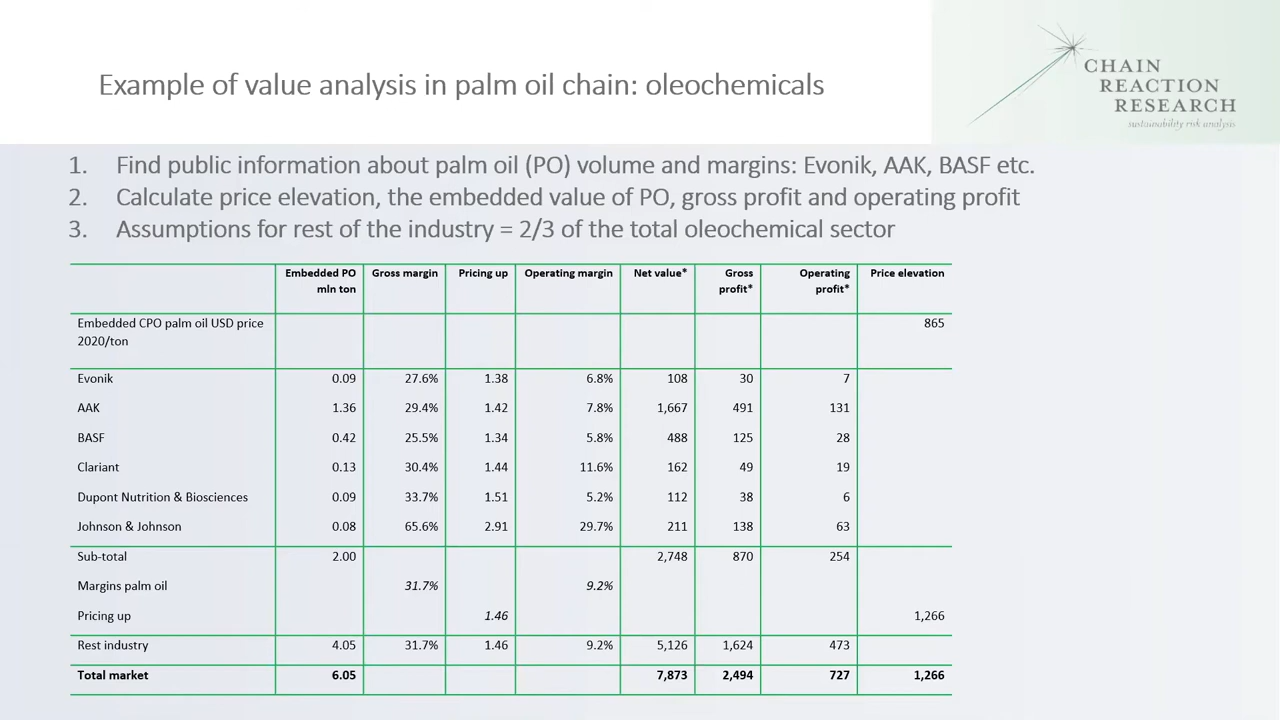 Example of value analysis in palm oil chain: oleochemicals
CHAIN
REACTION
RESEARCH
sustainability risk analysis
1. Find public information about palm oil (PO) volume and margins: Evonik, AAK, BASF etc.
2. Calculate price elevation, the embedded value of PO, gross profit and operating profit
3. Assumptions for rest of the industry = 2/3 of the total oleochemical sector
Embedded PO mln ton Gross margin Pricing up Operating margin Net value* Gross profit* Operating profit* Price elevation
Embedded CPO palm oil USD price 2020/ton 865
Evonik 0.09 27.6% 1.38 6.8% 108 30 7
AAK 1.36 29.4% 1.42 7.8% 1,667 491 131
BASF 0.42 25.5% 1.34 5.8% 488 125 28
Clariant 0.13 30.4% 1.44 11.6% 162 49 19
Dupont Nutrition & Biosciences 0.09 33.7% 1.51 5.2% 112 38 6
Johnson & Johnson 0.08 65.6% 2.91 29.7% 211 138 63
Sub-total 2.00 2,748 870 254
Margins palm oil 31.7% 9.2%
Pricing up 1.46 1,266
Rest industry 4.05 31.7% 1.46 9.2% 5,126 1,624 473
Total market 6.05 7,873 2,494 727 1,266